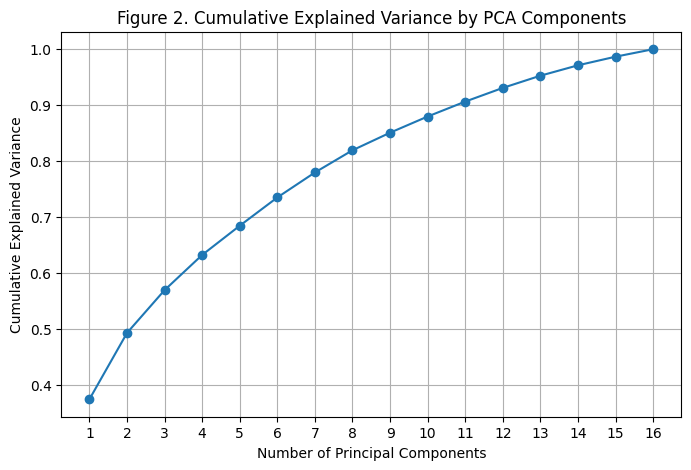 Figure 2. Cumulative Explained Variance by PCA Components
1.0
0.9
0.8
0.7
0.6
0.5
0.4
Cumulative Explained Variance
1 2 3 4 5 6 7 8 9 10 11 12 13 14 15 16
Number of Principal Components